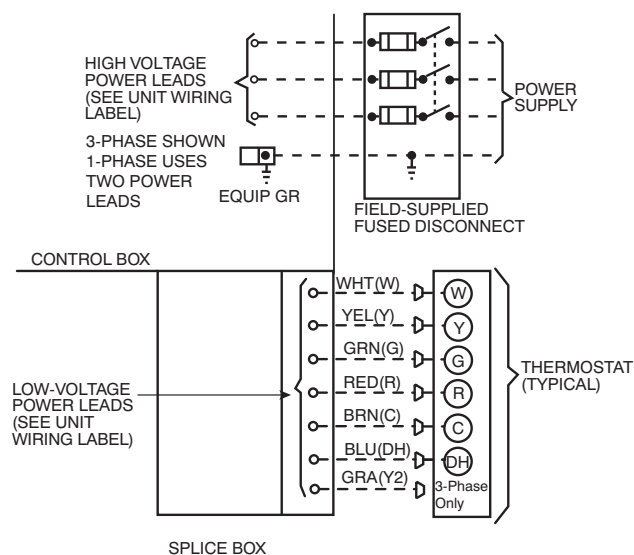 HIGH VOLTAGE
POWER LEADS
(SEE UNIT WIRING
LABEL)
POWER
SUPPLY
3-PHASE SHOWN
1-PHASE USES
TWO POWER
LEADS
EQUIP GR
FIELD-SUPPLIED
FUSED DISCONNECT
CONTROL BOX
WHT(W)
W
YEL(Y)
Y
GRN(G)
G
RED(R)
R
BRN(C)
C
BLU(DH)
DH
GRA(Y2)
3-Phase
Only
THERMOSTAT
(TYPICAL)
LOW-VOLTAGE
POWER LEADS
(SEE UNIT
WIRING LABEL)
SPLICE BOX